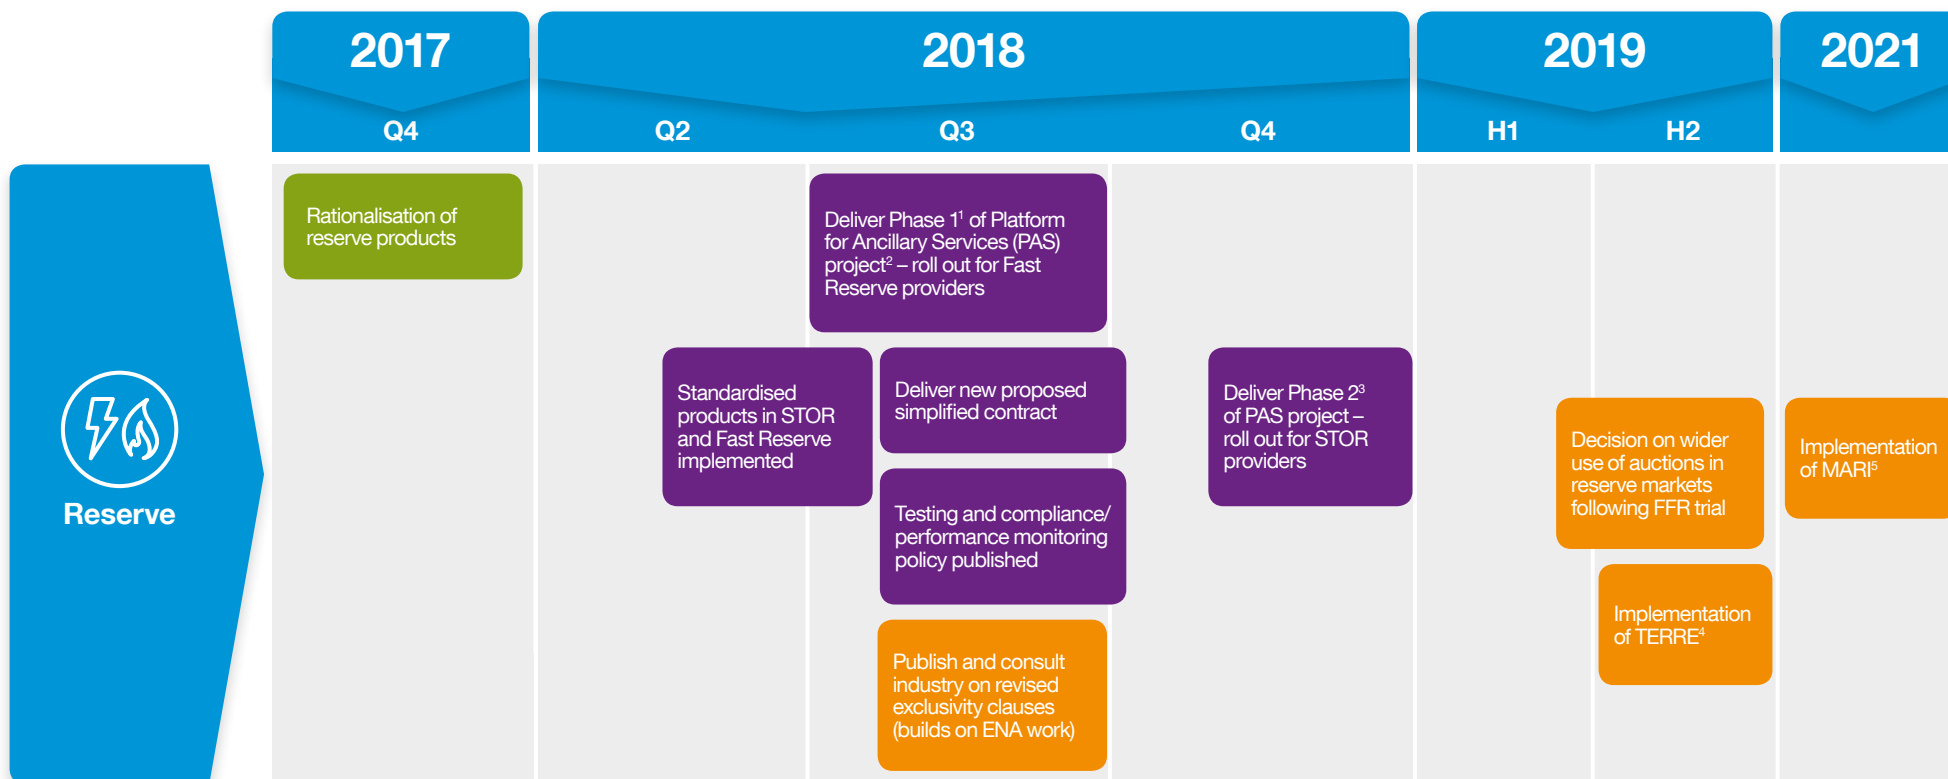 2017
2018
2019
2021
Q4
Q2
Q3
Q4
H1
H2
Reserve
Rationalisation of
reserve products
Standardised
products in STOR
and Fast Reserve
implemented
Deliver Phase 1¹ of Platform
for Ancillary Services (PAS)
project² – roll out for Fast
Reserve providers
Deliver new proposed
simplified contract
Testing and compliance/
performance monitoring
policy published
Publish and consult
industry on revised
exclusivity clauses
(builds on ENA work)
Deliver Phase 2³
of PAS project –
roll out for STOR
providers
Decision on wider
use of auctions in
reserve markets
following FFR trial
Implementation
of TERRE⁴
Implementation
of MARI⁵